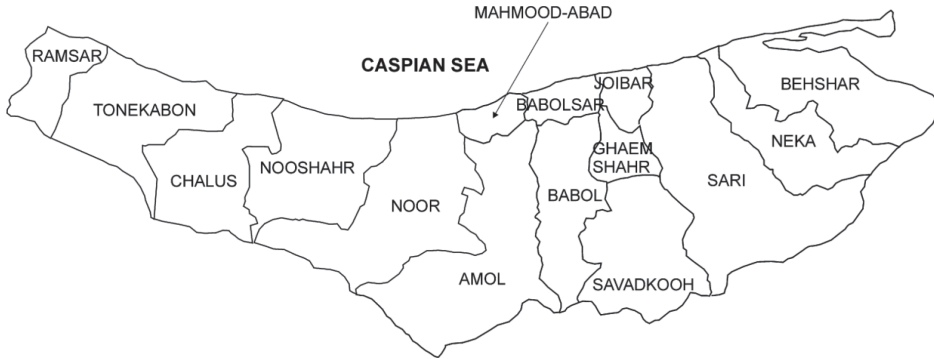 MAHMOOD-ABAD
RAMSAR
CASPIAN SEA
JOIBAR
BEHSHAR
TONEKABON
BABOLSAR
NEKA
GHAEM
SHAHR
NOOSHAHR
CHALUS
SARI
BABOL
NOOR
AMOL
SAVADKOOH